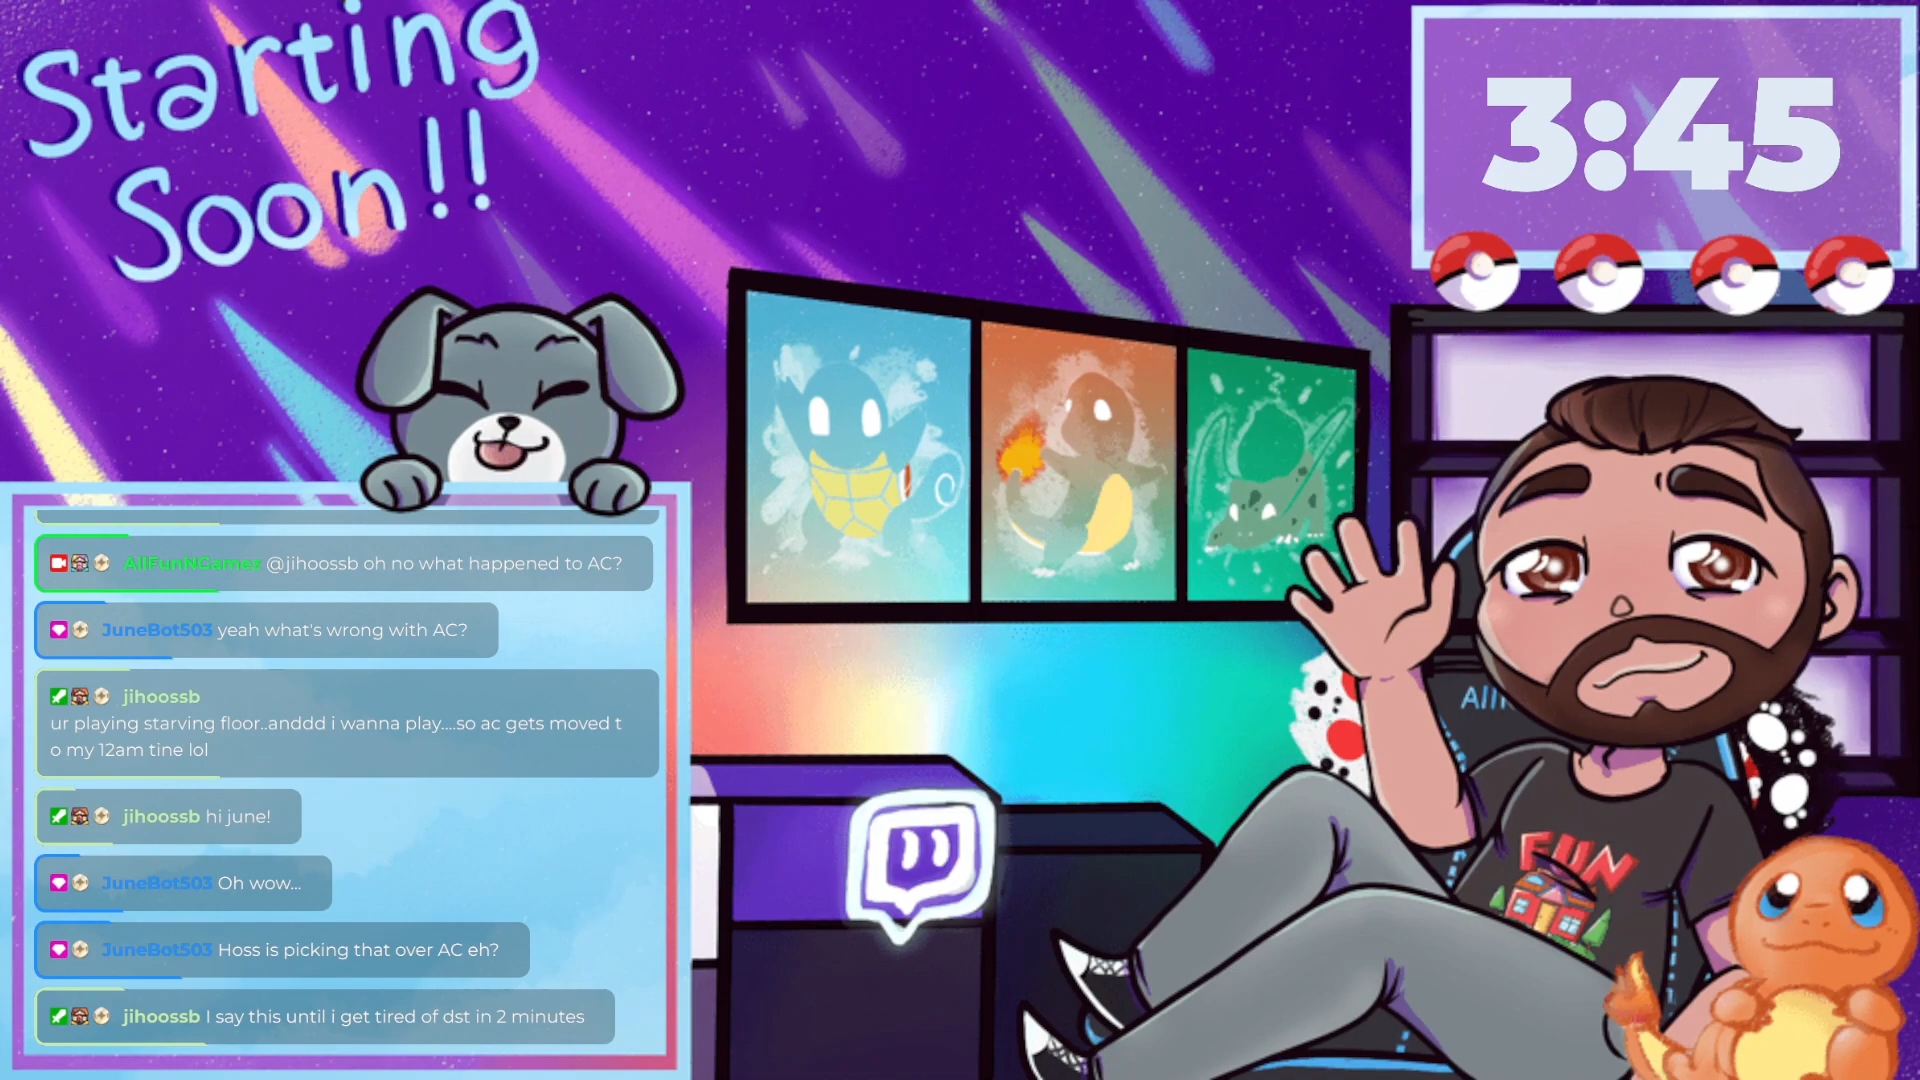 Starting
Soon!!
3:45
AllFunNGamez @jihoossb oh no what happened to AC?
JuneBot503 yeah what's wrong with AC?
jihoossb
ur playing starving floor..anddd i wanna play....so ac gets moved t
o my 12am tine lol
jihoossb hi june!
JuneBot503 Oh wow...
JuneBot503 Hoss is picking that over AC eh?
jihoossb I say this until i get tired of dst in 2 minutes
FUN